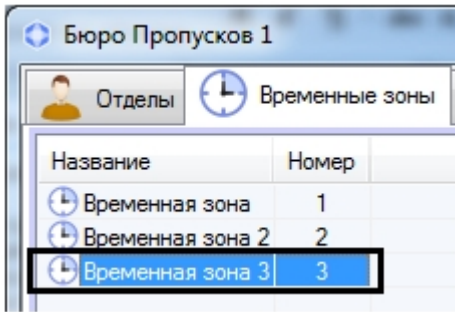 Бюро Пропусков 1
Отделы Временные зоны
Название Номер
Временная зона 1
Временная зона 2 2
Временная зона 3 3